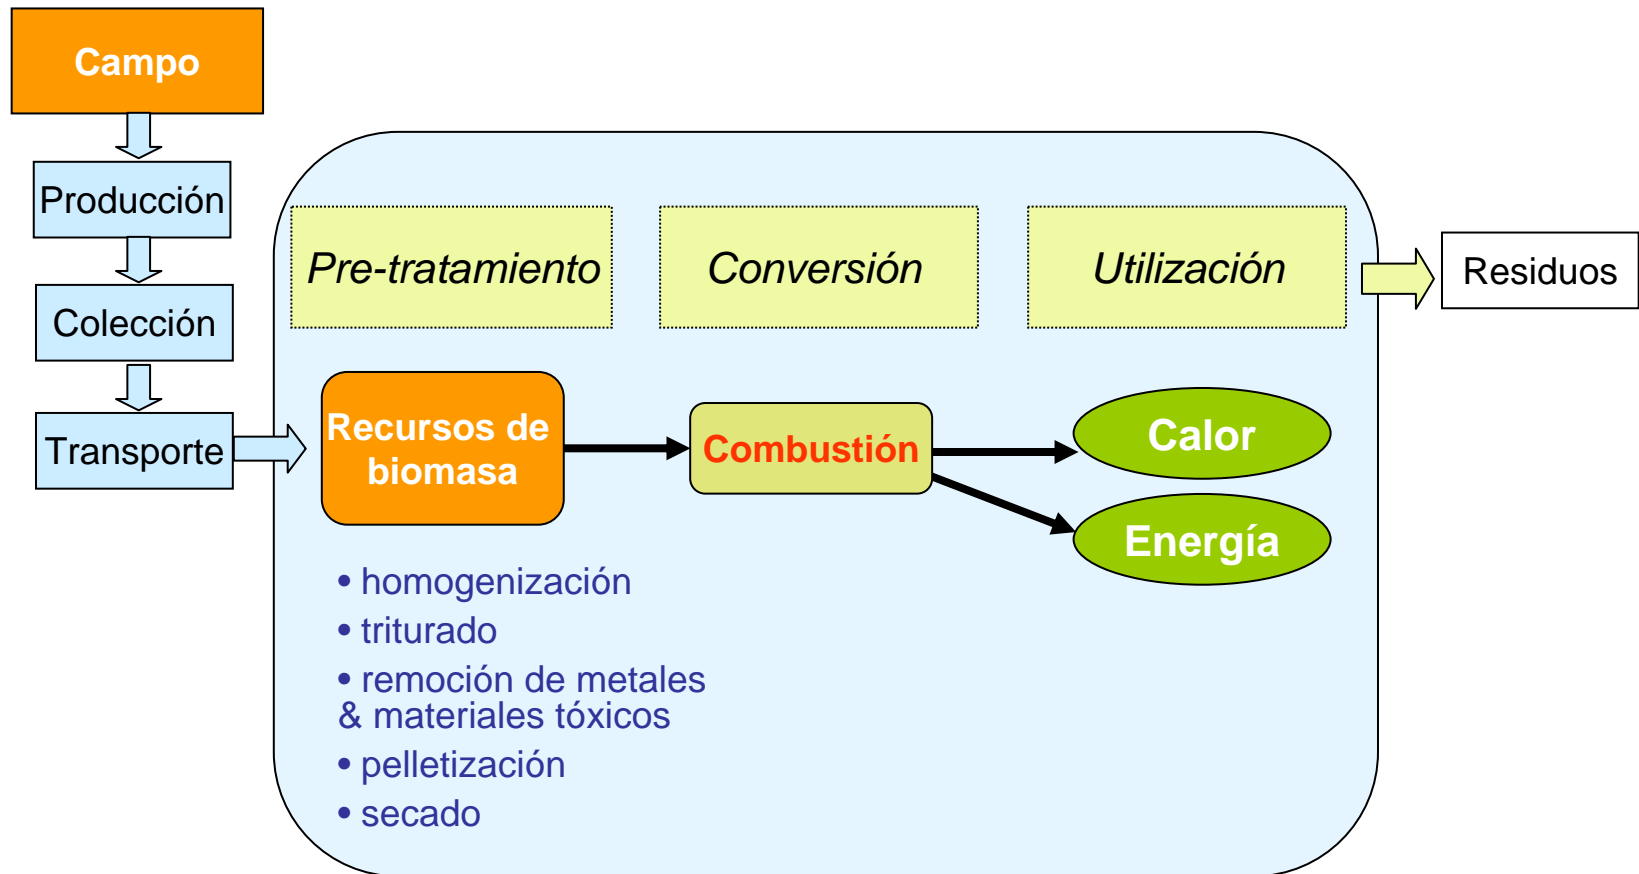 Campo
Producción
Colección
Transporte
Pre-tratamiento
Conversión
Utilización
Residuos
Recursos de
biomasa
Combustión
Calor
Energía
• homogenización
• triturado
• remoción de metales
& materiales tóxicos
• pelletización
• secado